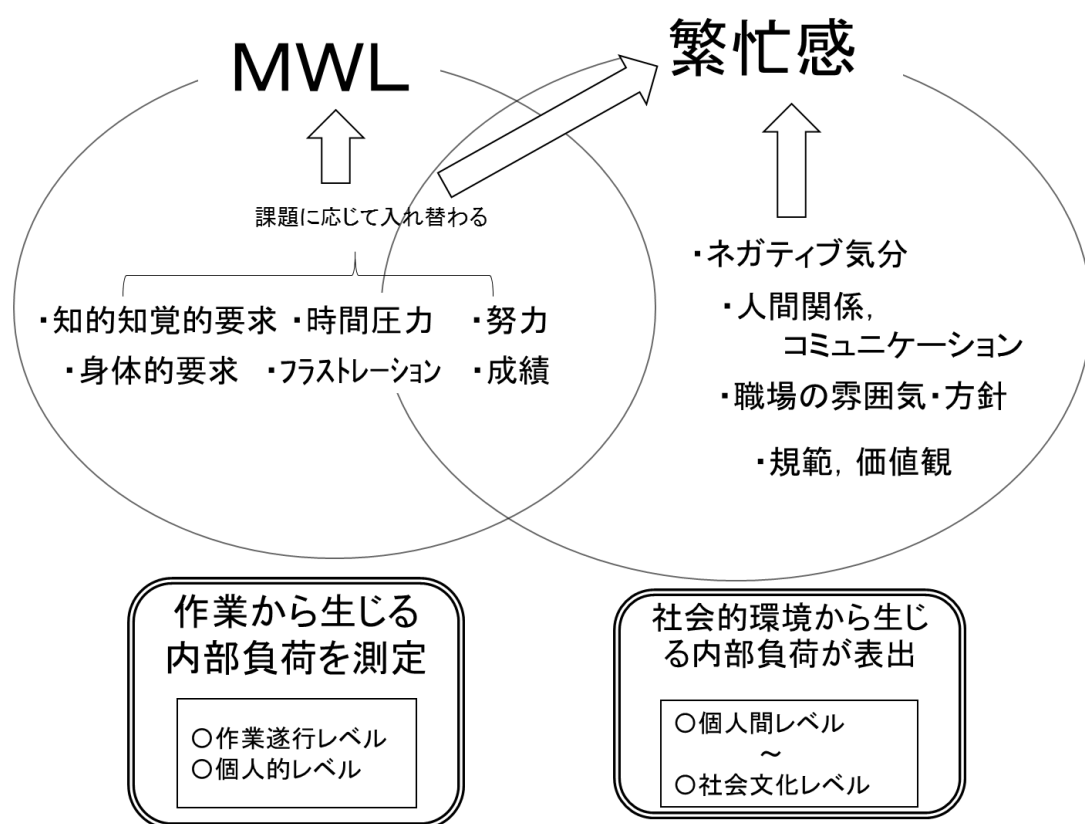 MWL
繁忙感
課題に応じて入れ替わる
・知的知覚的要求 ・時間圧力 ・努力
・身体的要求 ・フラストレーション ・成績
・ネガティブ気分
・人間関係,
コミュニケーション
・職場の雰囲気・方針
・規範, 価値観
作業から生じる
内部負荷を測定
○作業遂行レベル
○個人的レベル
社会的環境から生じ
る内部負荷が表出
○個人間レベル
～
○社会文化レベル